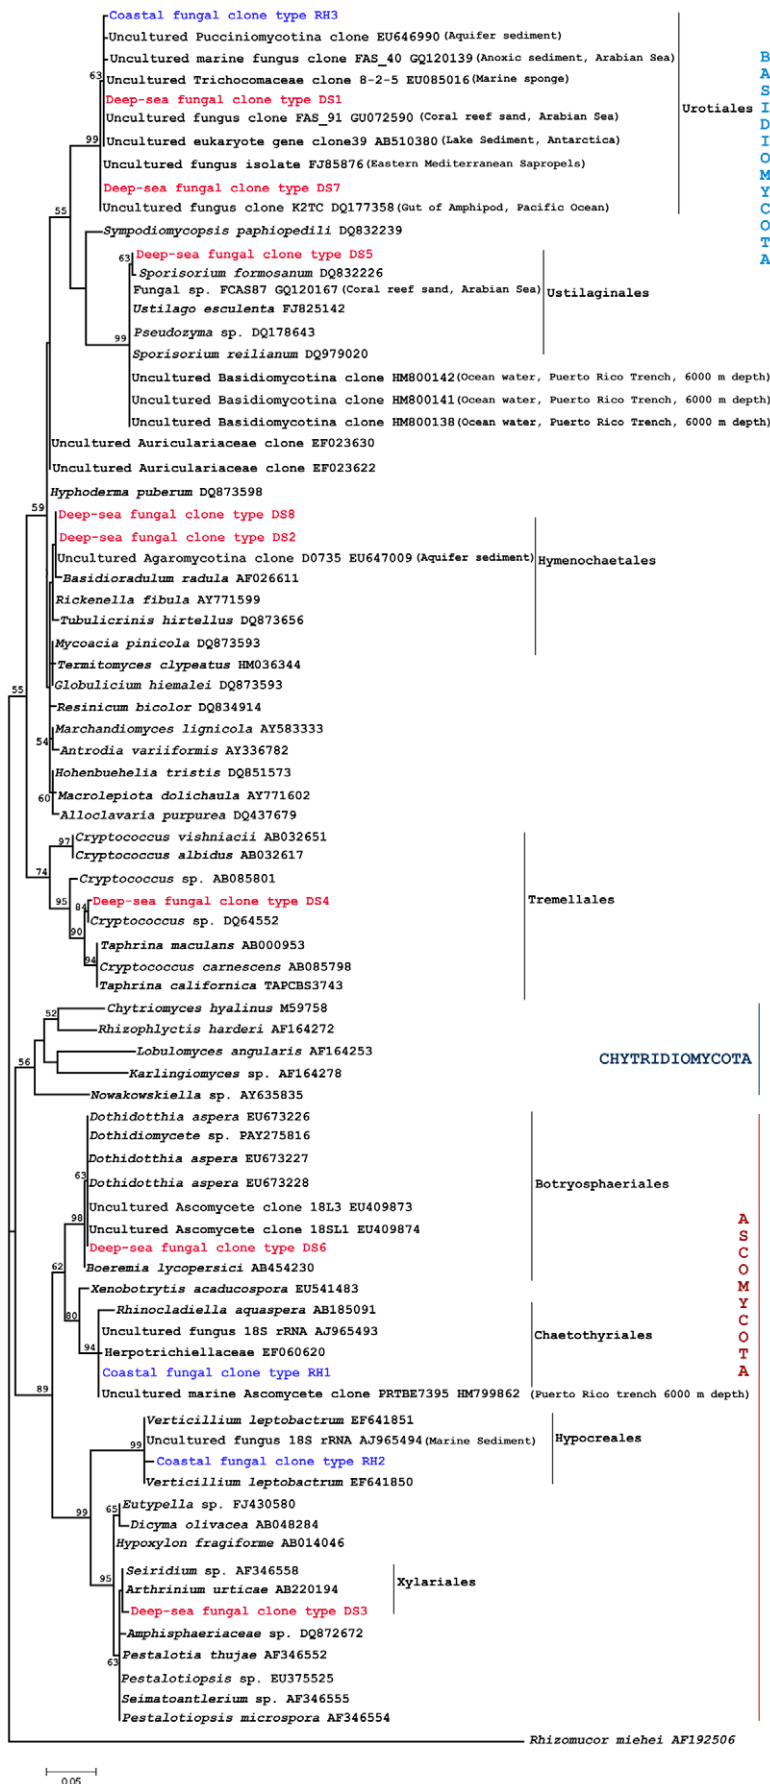 Coastal fungal clone type RH3
Uncultured Pucciniomycotina clone EU646990 (Aquifer sediment)
Uncultured marine fungus clone FAS_40 GQ120139 (Anoxic sediment, Arabian Sea)
63
Uncultured Trichocomaceae clone 8-2-5 EU085016 (Marine sponge)
Deep-sea fungal clone type DS1
Urotiales
Uncultured fungus clone FAS_91 GU072590 (Coral reef sand, Arabian Sea)
99
Uncultured eukaryote gene clone39 AB510380 (Lake Sediment, Antarctica)
Uncultured fungus isolate FJ85876 (Eastern Mediterranean Sapropels)
Deep-sea fungal clone type DS7
55
Uncultured fungus clone K2TC DQ177358 (Gut of Amphipod, Pacific Ocean)
BASIDIOMYCOTA
Sympodiomycopsis paphiopedili DQ832239
63
Deep-sea fungal clone type DS5
Sporisorium formosanum DQ832226
Fungal sp. FCAS87 GQ120167 (Coral reef sand, Arabian Sea)
Ustilaginales
Ustilago esculenta FJ825142
Pseudozyma sp. DQ178643
99
Sporisorium reilianum DQ979020
Uncultured Basidiomycotina clone HM800142 (Ocean water, Puerto Rico Trench, 6000 m depth)
Uncultured Basidiomycotina clone HM800141 (Ocean water, Puerto Rico Trench, 6000 m depth)
Uncultured Basidiomycotina clone HM800138 (Ocean water, Puerto Rico Trench, 6000 m depth)
Uncultured Auriculariaceae clone EF023630
Uncultured Auriculariaceae clone EF023622
Hyphoderma puberum DQ873598
59
Deep-sea fungal clone type DS8
Deep-sea fungal clone type DS2
Uncultured Agaromycotina clone D0735 EU647009 (Aquifer sediment)
Hymenochaetales
Basidioradulum radula AF026611
Rickenella fibula AY771599
Tubulicrinis hirtellus DQ873656
Mycoacia pinicola DQ873593
Termitomyces clypeatus HM036344
Globulicium hiemalei DQ873593
55
Resinicum bicolor DQ834914
Marchandiomyces lignicola AY583333
54
Antrodia variiformis AY336782
Hohenbuehelia tristis DQ851573
60
Macrolepiota dolichaula AY771602
Alloclavaria purpurea DQ437679
Cryptococcus vishniacii AB032651
97
Cryptococcus albidus AB032617
74
Cryptococcus sp. AB085801
95
84
Deep-sea fungal clone type DS4
Tremellales
Cryptococcus sp. DQ64552
90
Taphrina maculans AB000953
94
Cryptococcus carnescens AB085798
Taphrina californica TAPCBS3743
Chytriomyces hyalinus M59758
52
Rhizophlyctis harderi AF164272
Lobulomyces angularis AF164253
56
CHYTRIDIOMYCOTA
Karlingiomyces sp. AF164278
Nowakowskiella sp. AY635835
Dothidotthia aspera EU673226
Dothidiomycete sp. PAY275816
Dothidotthia aspera EU673227
63
Dothidotthia aspera EU673228
Botryosphaeriales
Uncultured Ascomycete clone 18L3 EU409873
98
Uncultured Ascomycete clone 18SL1 EU409874
Deep-sea fungal clone type DS6
62
Boeremia lycopersici AB454230
Xenobotrytis acaducospora EU541483
80
Rhinocladiella aquaspera AB185091
Uncultured fungus 18S rRNA AJ965493
Chaetothyriales
94
Herpotrichiellaceae EF060620
Coastal fungal clone type RH1
89
Uncultured marine Ascomycete clone PRTBE7395 HM799862 (Puerto Rico trench 6000 m depth)
ASCOMYCOTA
Verticillium leptobactrum EF641851
99
Uncultured fungus 18S rRNA AJ965494 (Marine Sediment)
Hypocreales
Coastal fungal clone type RH2
Verticillium leptobactrum EF641850
99
65
Eutypella sp. FJ430580
Dicyma olivacea AB048284
Hypoxylon fragiforme AB014046
95
Seiridium sp. AF346558
Xylariales
Arthrinium urticae AB220194
Deep-sea fungal clone type DS3
Amphisphaeriaceae sp. DQ872672
63
Pestalotia thujae AF346552
Pestalotiopsis sp. EU375525
Seimatoantlerium sp. AF346555
Pestalotiopsis microspora AF346554
Rhizomucor miehei AF192506
0.05